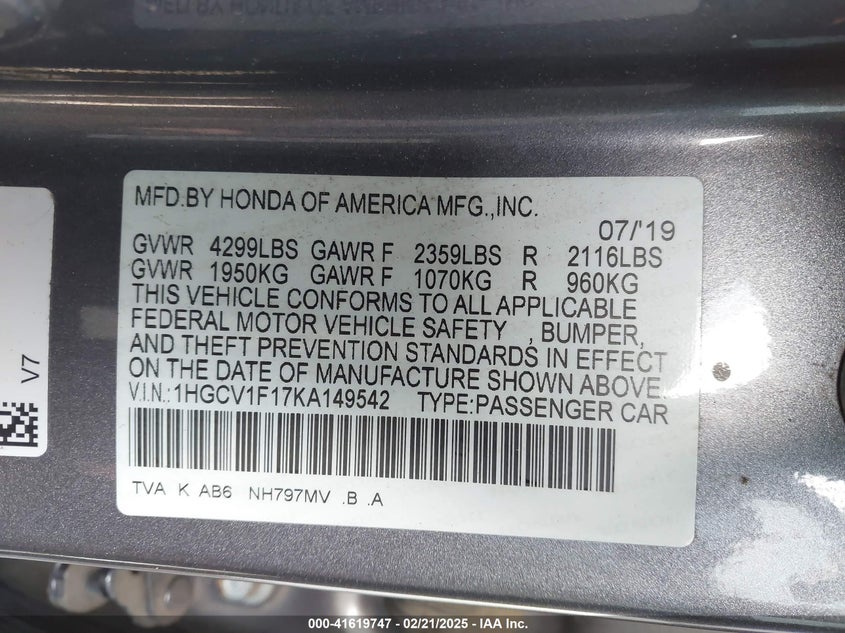 MFD.BY HONDA OF AMERICA MFG.,INC.
07/'19
GVWR 4299LBS GAWR F 2359LBS R 2116LBS
GVWR 1950KG GAWR F 1070KG R 960KG
THIS VEHICLE CONFORMS TO ALL APPLICABLE
FEDERAL MOTOR VEHICLE SAFETY , BUMPER,
AND THEFT PREVENTION STANDARDS IN EFFECT
ON THE DATE OF MANUFACTURE SHOWN ABOVE.
V.I.N.:1HGCV1F17KA149542 TYPE:PASSENGER CAR
TVA K AB6 NH797MV .B .A
V7
000-41619747 — 02/21/2025 — IAA Inc.